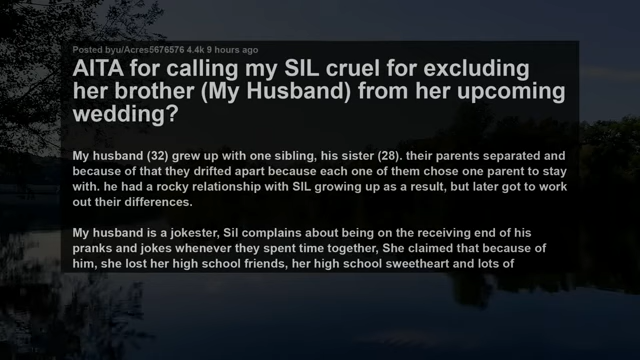 Posted byu/Acres5676576 4.4k 9 hours ago
AITA for calling my SIL cruel for excluding
her brother (My Husband) from her upcoming
wedding?
My husband (32) grew up with one sibling, his sister (28). their parents separated and
because of that they drifted apart because each one of them chose one parent to stay
with. he had a rocky relationship with SIL growing up as a result, but later got to work
out their differences.
My husband is a jokester, Sil complains about being on the receiving end of his
pranks and jokes whenever they spent time together, She claimed that because of
him, she lost her high school friends, her high school sweetheart and lots of